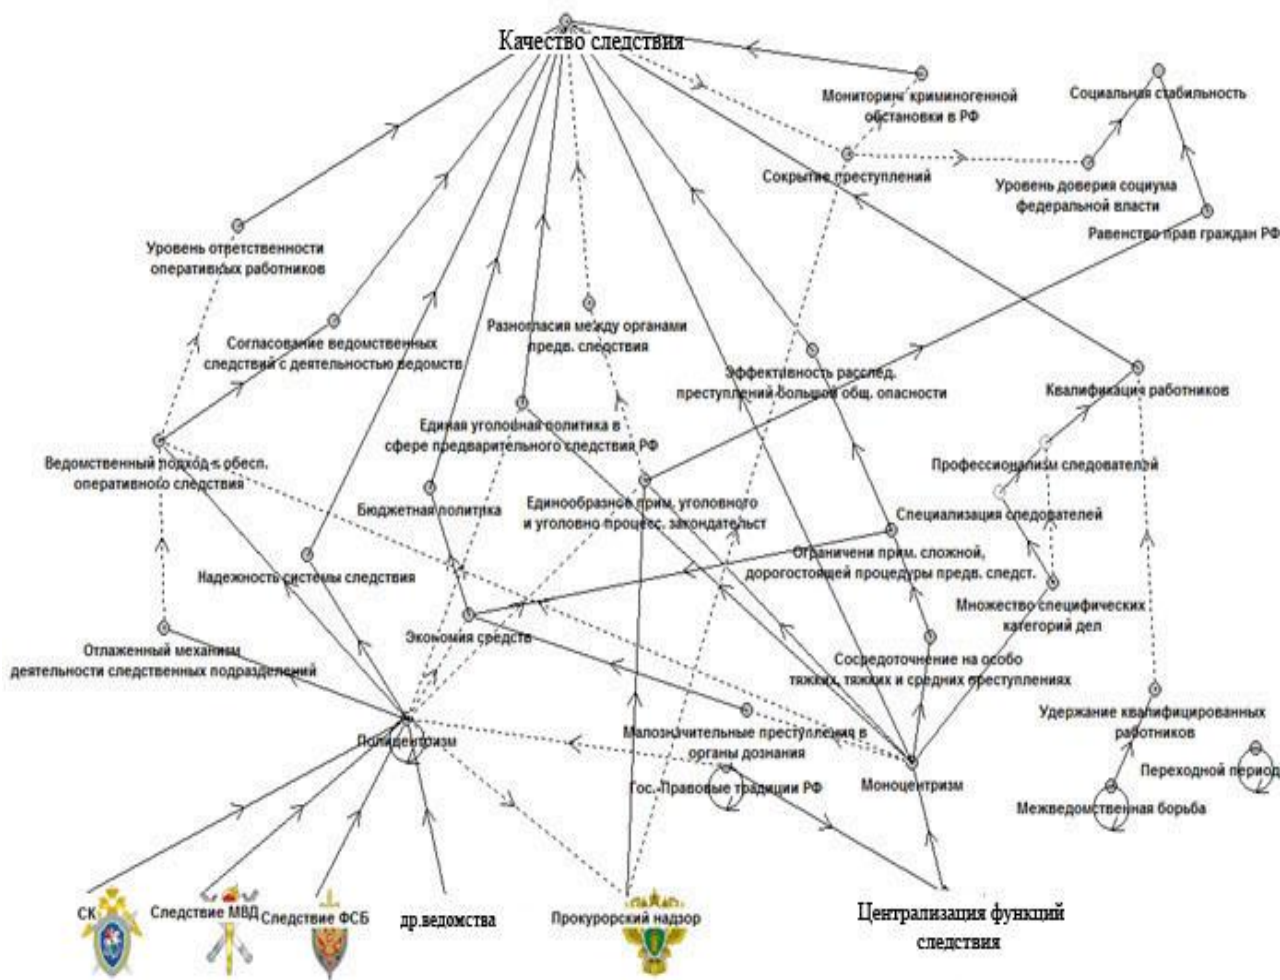 Качество следствия
Мониторинг криминогенной
обстановки в РФ
Социальная стабильность
Сокрытие преступлений
Уровень доверия социума
федеральной власти
Равенство прав граждан РФ
Уровень ответственности
оперативных работников
Согласование ведомственных
следствий с деятельностью ведомств
Разногласия между органами
предв. следствия
Эффективность расслед.
преступлений большой общ. опасности
Квалификация работников
Единая уголовная политика в
сфере предварительного следствия РФ
Ведомственный подход к обесп.
оперативного следствия
Профессионализм следователей
Бюджетная политика
Единообразное прим. уголовного
и уголовно процесс. закондательст
Специализация следователей
Ограничени прим. сложной,
дорогостоящей процедуры предв. следст.
Надежность системы следствия
Множество специфических
категорий дел
Экономия средств
Отлаженный механизм
деятельности следственных подразделений
Сосредоточнение на особо
тяжких, тяжких и средних преступлениях
Удержание квалифицированных
работников
Полицентризм
Малозначительные преступления в
органы дознания
Гос.-Правовые традиции РФ
Моноцентризм
Переходной период
Межведомственная борьба
СК
Следствие МВД
Следствие ФСБ
др.ведомства
Прокурорский надзор
Централизация функций
следствия